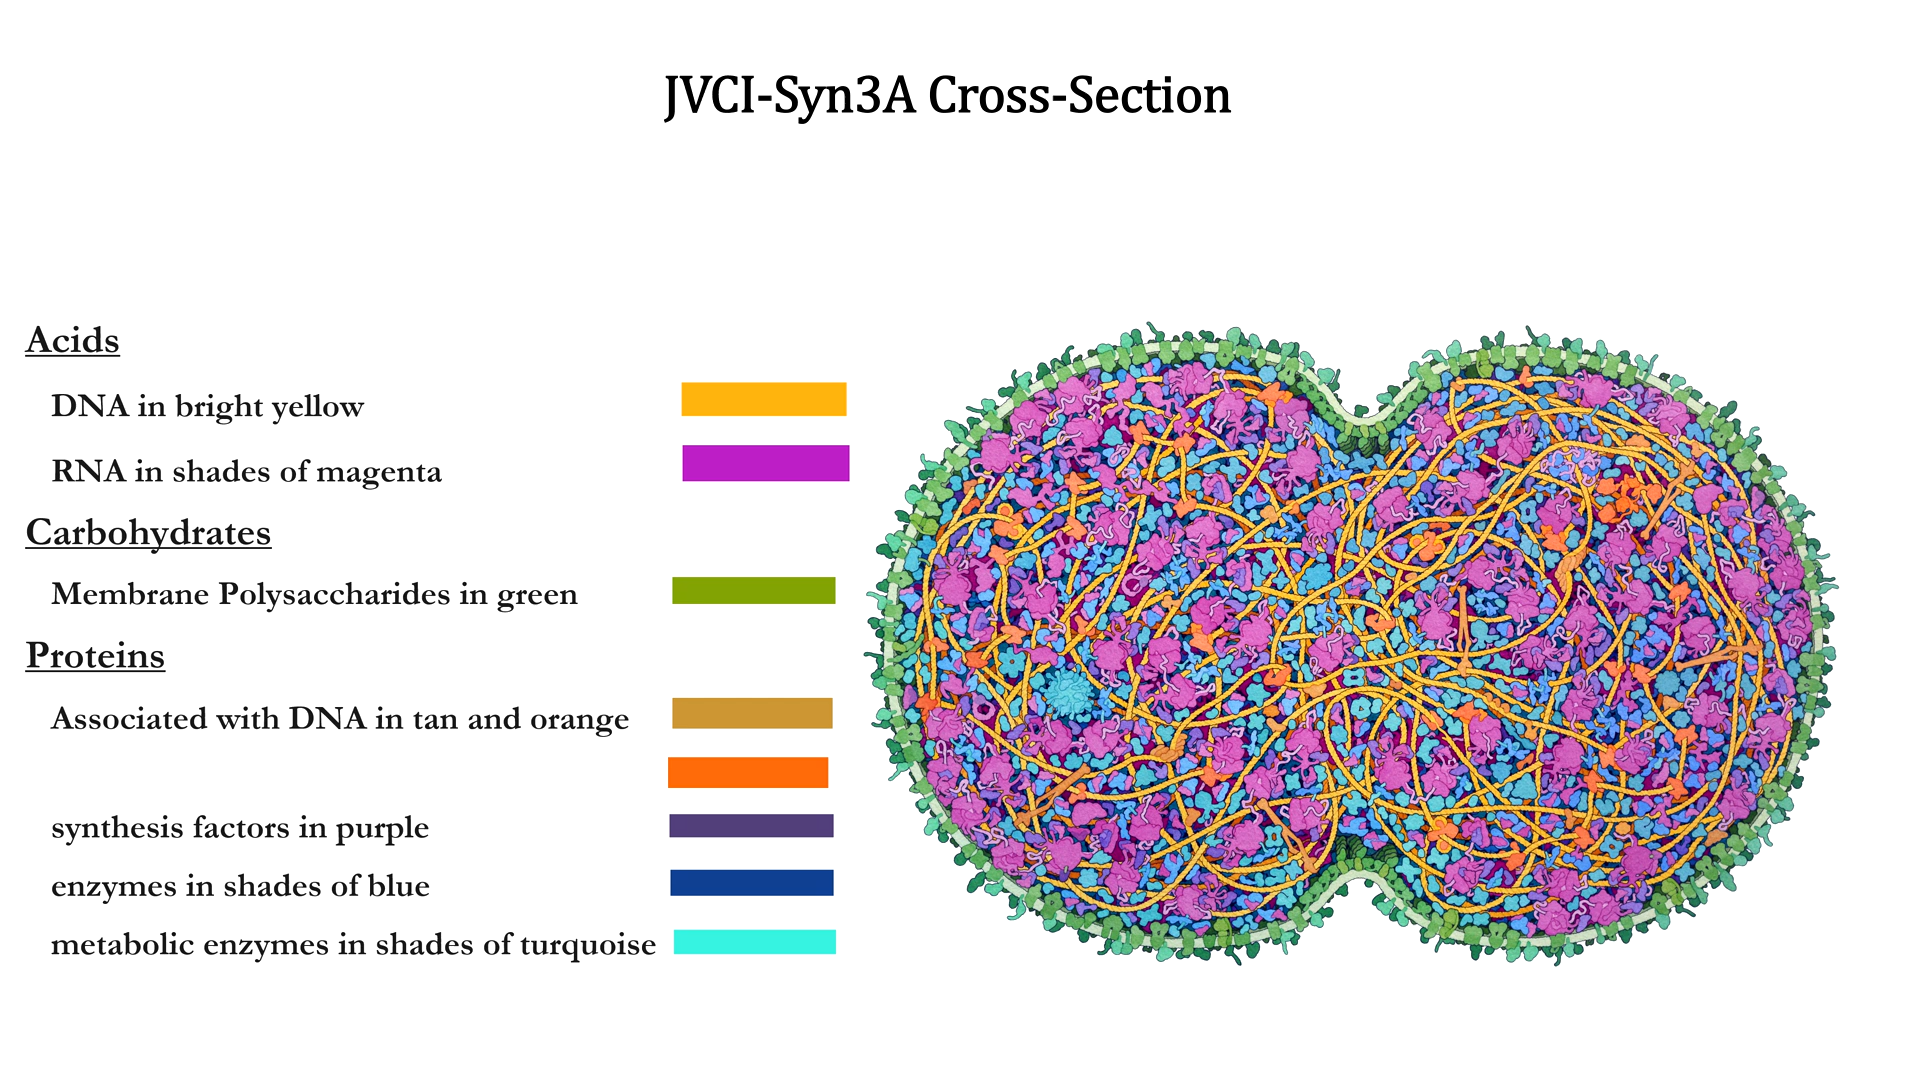 JVCI-Syn3A Cross-Section
Acids
DNA in bright yellow
RNA in shades of magenta
Carbohydrates
Membrane Polysaccharides in green
Proteins
Associated with DNA in tan and orange
synthesis factors in purple
enzymes in shades of blue
metabolic enzymes in shades of turquoise